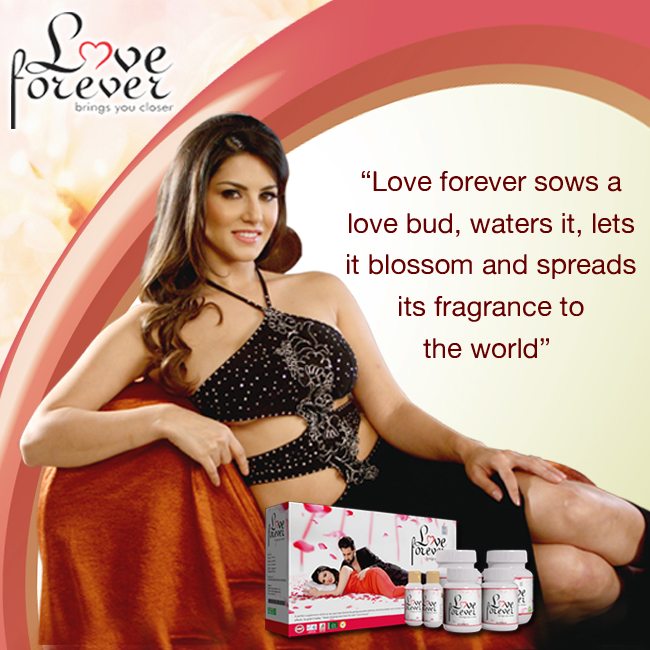 Love
forever
brings you closer
“Love forever sows a
love bud, waters it, lets
it blossom and spreads
its fragrance to
the world”
Love
forever
Love
forever
Love
forever